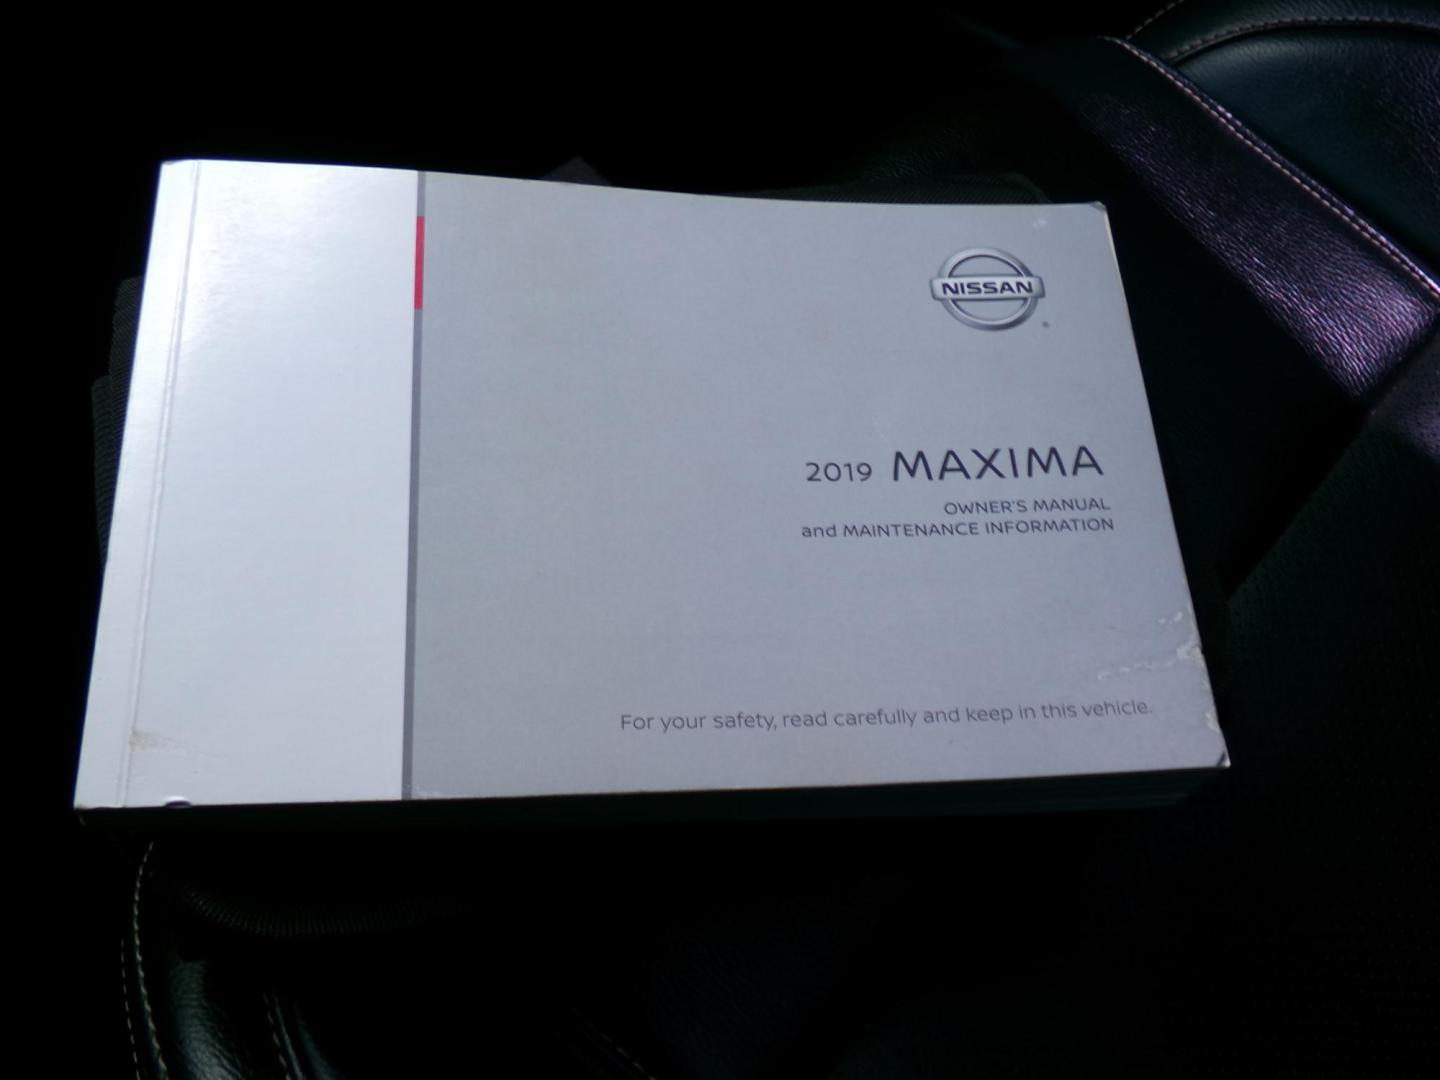 NISSAN
2019 MAXIMA
OWNER'S MANUAL
and MAINTENANCE INFORMATION
For your safety, read carefully and keep in this vehicle.